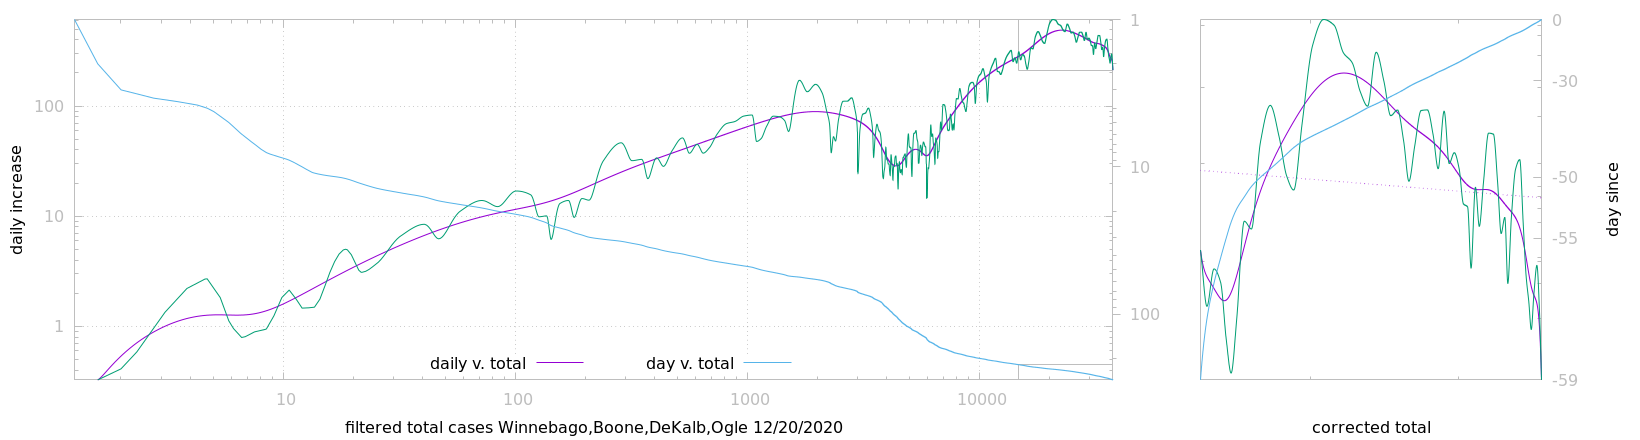 daily increase
100
10
1
10
100
1000
10000
1
10
100
daily v. total
day v. total
filtered total cases Winnebago,Boone,DeKalb,Ogle 12/20/2020
0
-30
-50
-55
-59
day since
corrected total